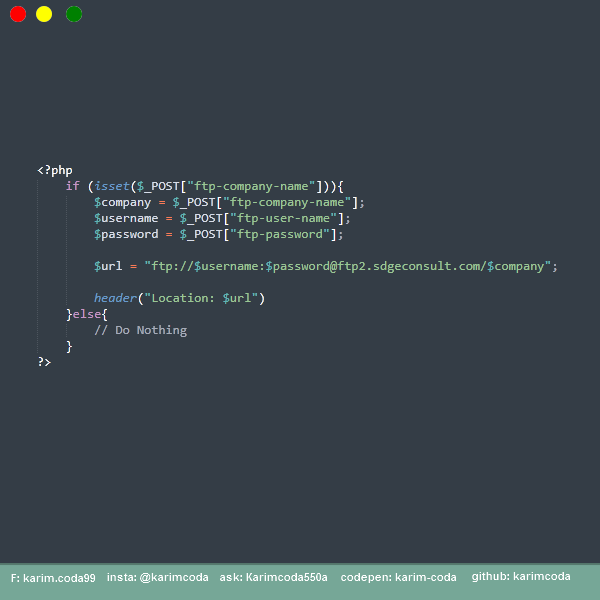 <?php
if (isset($_POST["ftp-company-name"])){
$company = $_POST["ftp-company-name"];
$username = $_POST["ftp-user-name"];
$password = $_POST["ftp-password"];
$url = "ftp://$username:$password@ftp2.sdgeconsult.com/$company";
header("Location: $url")
}else{
// Do Nothing
}
?>
F: karim.coda99 insta: @karimcoda ask: Karimcoda550a codepen: karim-coda github: karimcoda